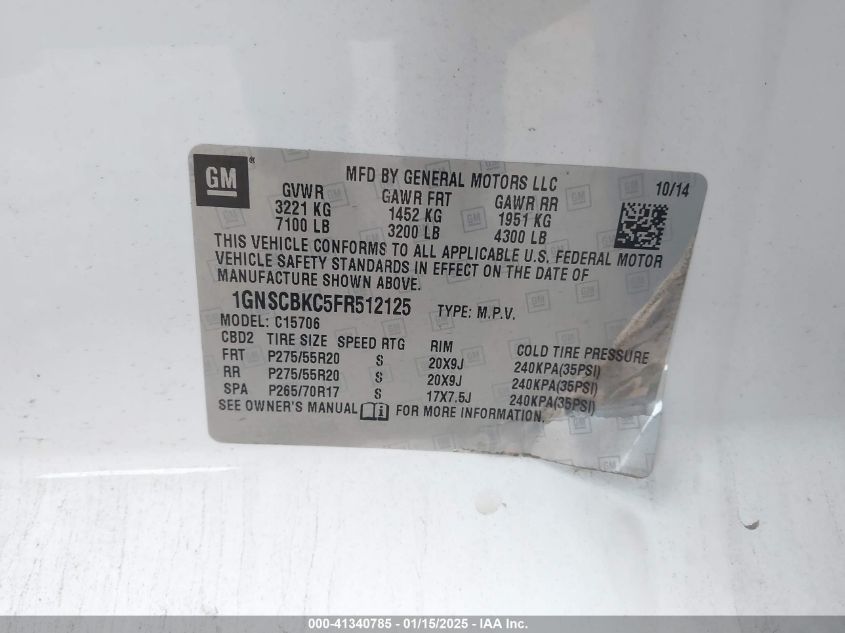 GM ®
MFD BY GENERAL MOTORS LLC 10/14
GVWR GAWR FRT GAWR RR
3221 KG 1452 KG 1951 KG
7100 LB 3200 LB 4300 LB
THIS VEHICLE CONFORMS TO ALL APPLICABLE U.S. FEDERAL MOTOR
VEHICLE SAFETY STANDARDS IN EFFECT ON THE DATE OF
MANUFACTURE SHOWN ABOVE.
1GNSCBKC5FR512125 TYPE: M.P.V.
MODEL: C15706
CBD2 TIRE SIZE SPEED RTG RIM COLD TIRE PRESSURE
FRT P275/55R20 S 20X9J 240KPA(35PSI)
RR P275/55R20 S 20X9J 240KPA(35PSI)
SPA P265/70R17 S 17X7.5J 240KPA(35PSI)
SEE OWNER'S MANUAL i FOR MORE INFORMATION.
000-41340785 - 01/15/2025 - © IAA Inc.